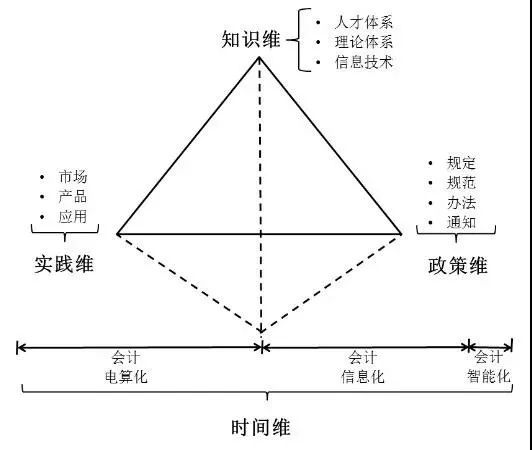 知识维
• 人才体系
• 理论体系
• 信息技术
• 市场
• 产品
• 应用
实践维
• 规定
• 规范
• 办法
• 通知
政策维
会计
电算化
会计
信息化
会计
智能化
时间维